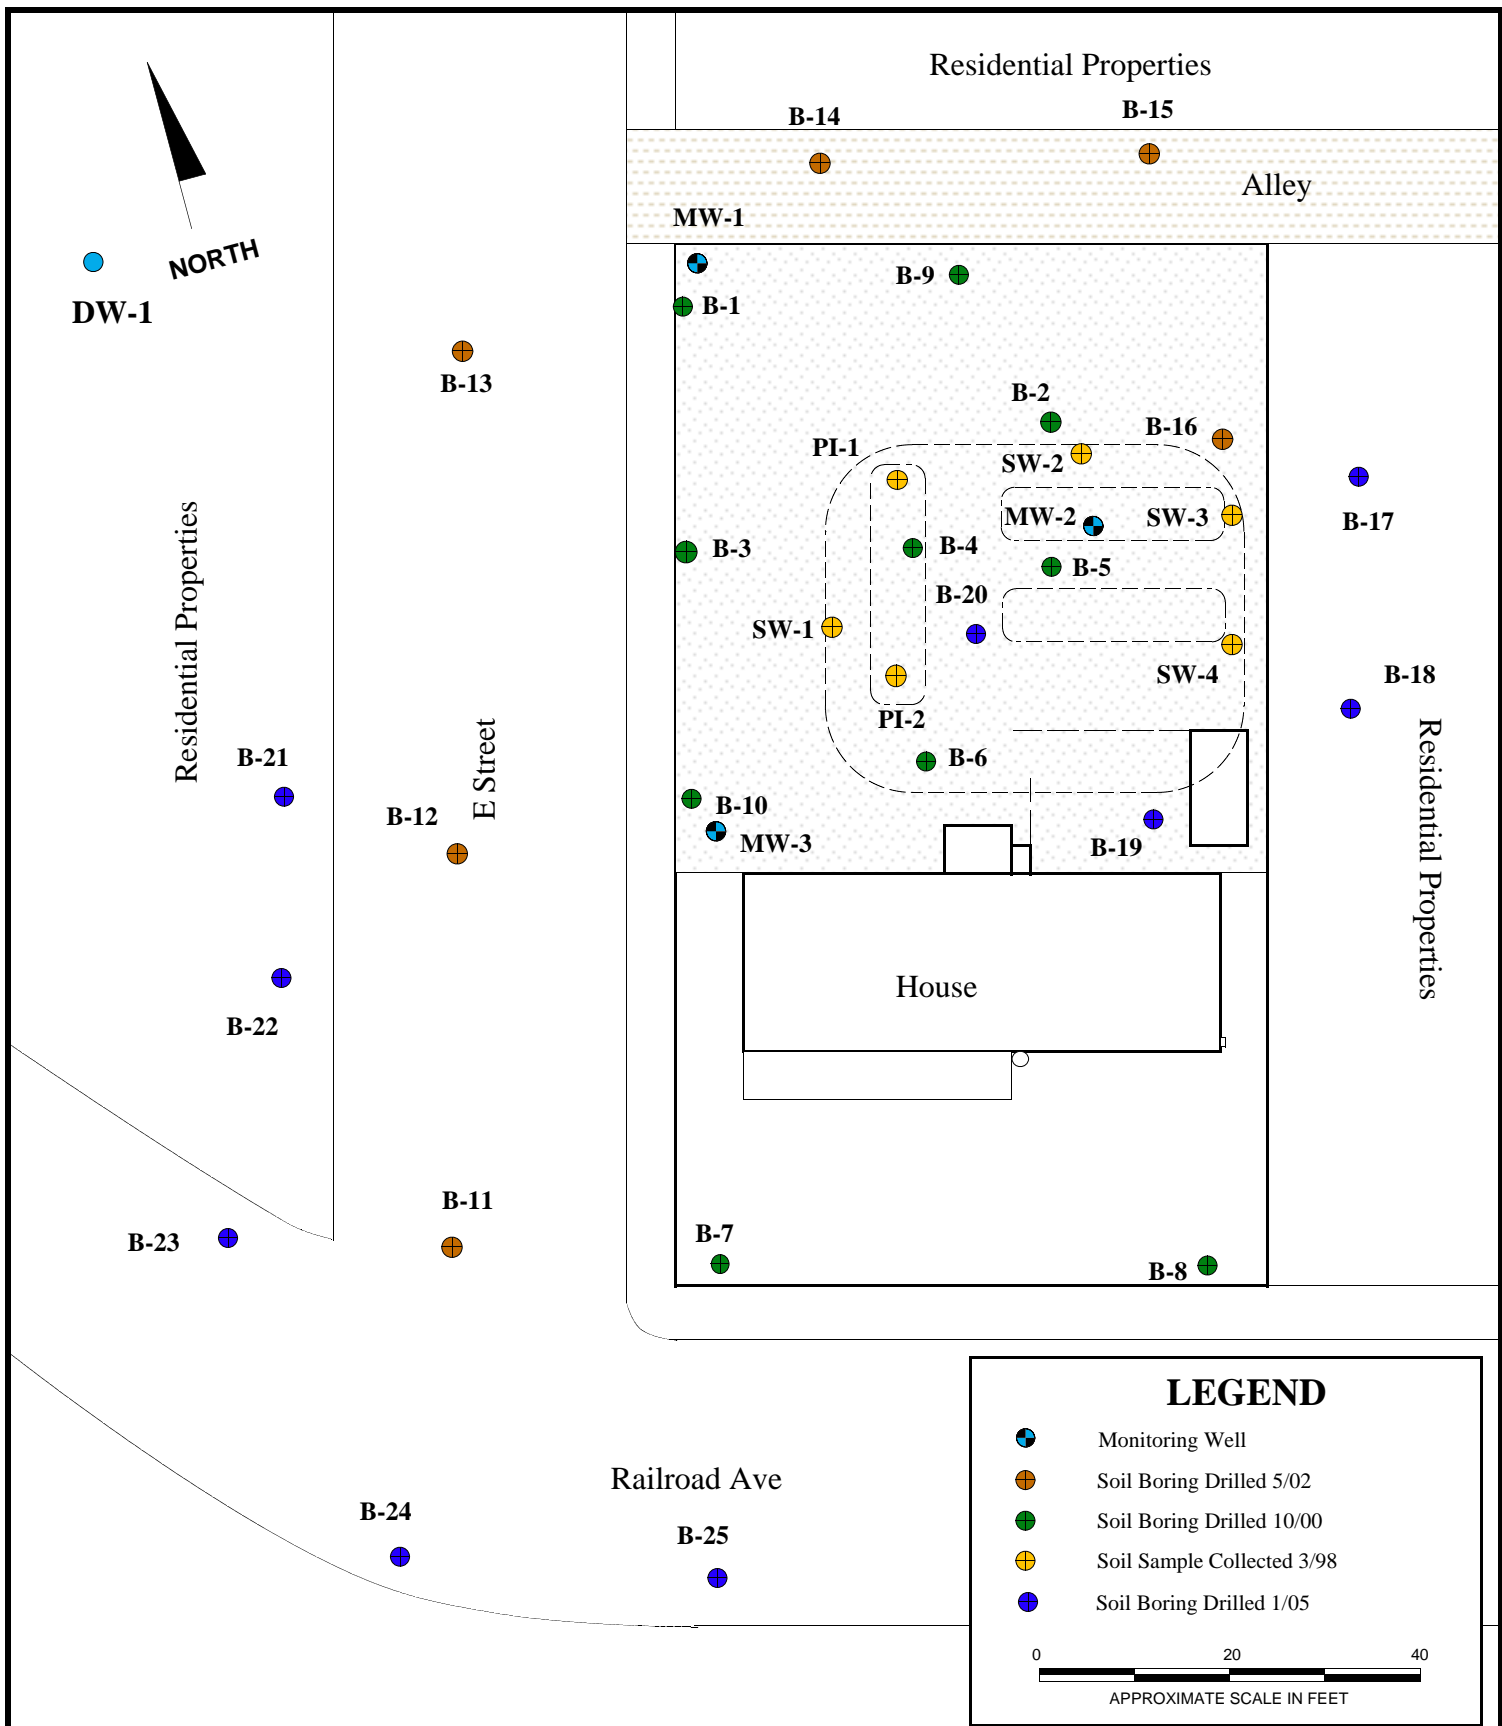 Residential Properties
B-14
B-15
Alley
MW-1
NORTH
DW-1
B-9
B-1
B-13
B-2
B-16
PI-1
SW-2
MW-2
SW-3
B-17
B-3
B-4
B-5
B-20
SW-1
SW-4
B-18
PI-2
Residential Properties
E Street
Residential Properties
B-21
B-6
B-10
B-12
MW-3
B-19
House
B-22
B-11
B-7
B-23
B-8
Railroad Ave
B-24
B-25
LEGEND
Monitoring Well
Soil Boring Drilled 5/02
Soil Boring Drilled 10/00
Soil Sample Collected 3/98
Soil Boring Drilled 1/05
0 20 40
APPROXIMATE SCALE IN FEET